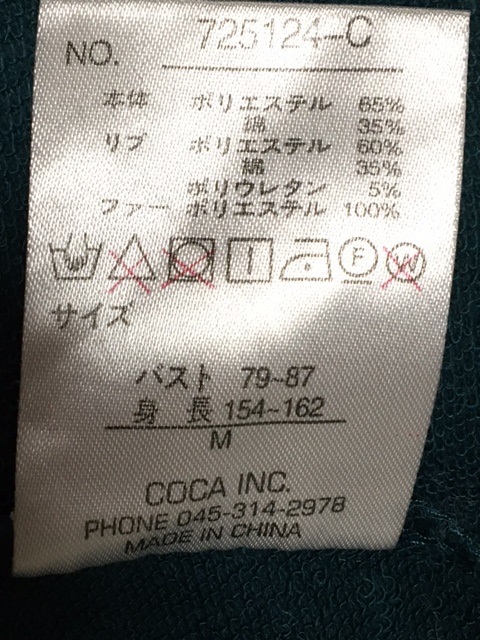 NO. 725124-C
本体 ポリエステル 65%
綿 35%
リブ ポリエステル 60%
綿 35%
ポリウレタン 5%
ファー ポリエステル 100%
F W
サイズ
バスト 79~87
身長 154~162
M
COCA INC.
PHONE 045-314-2978
MADE IN CHINA